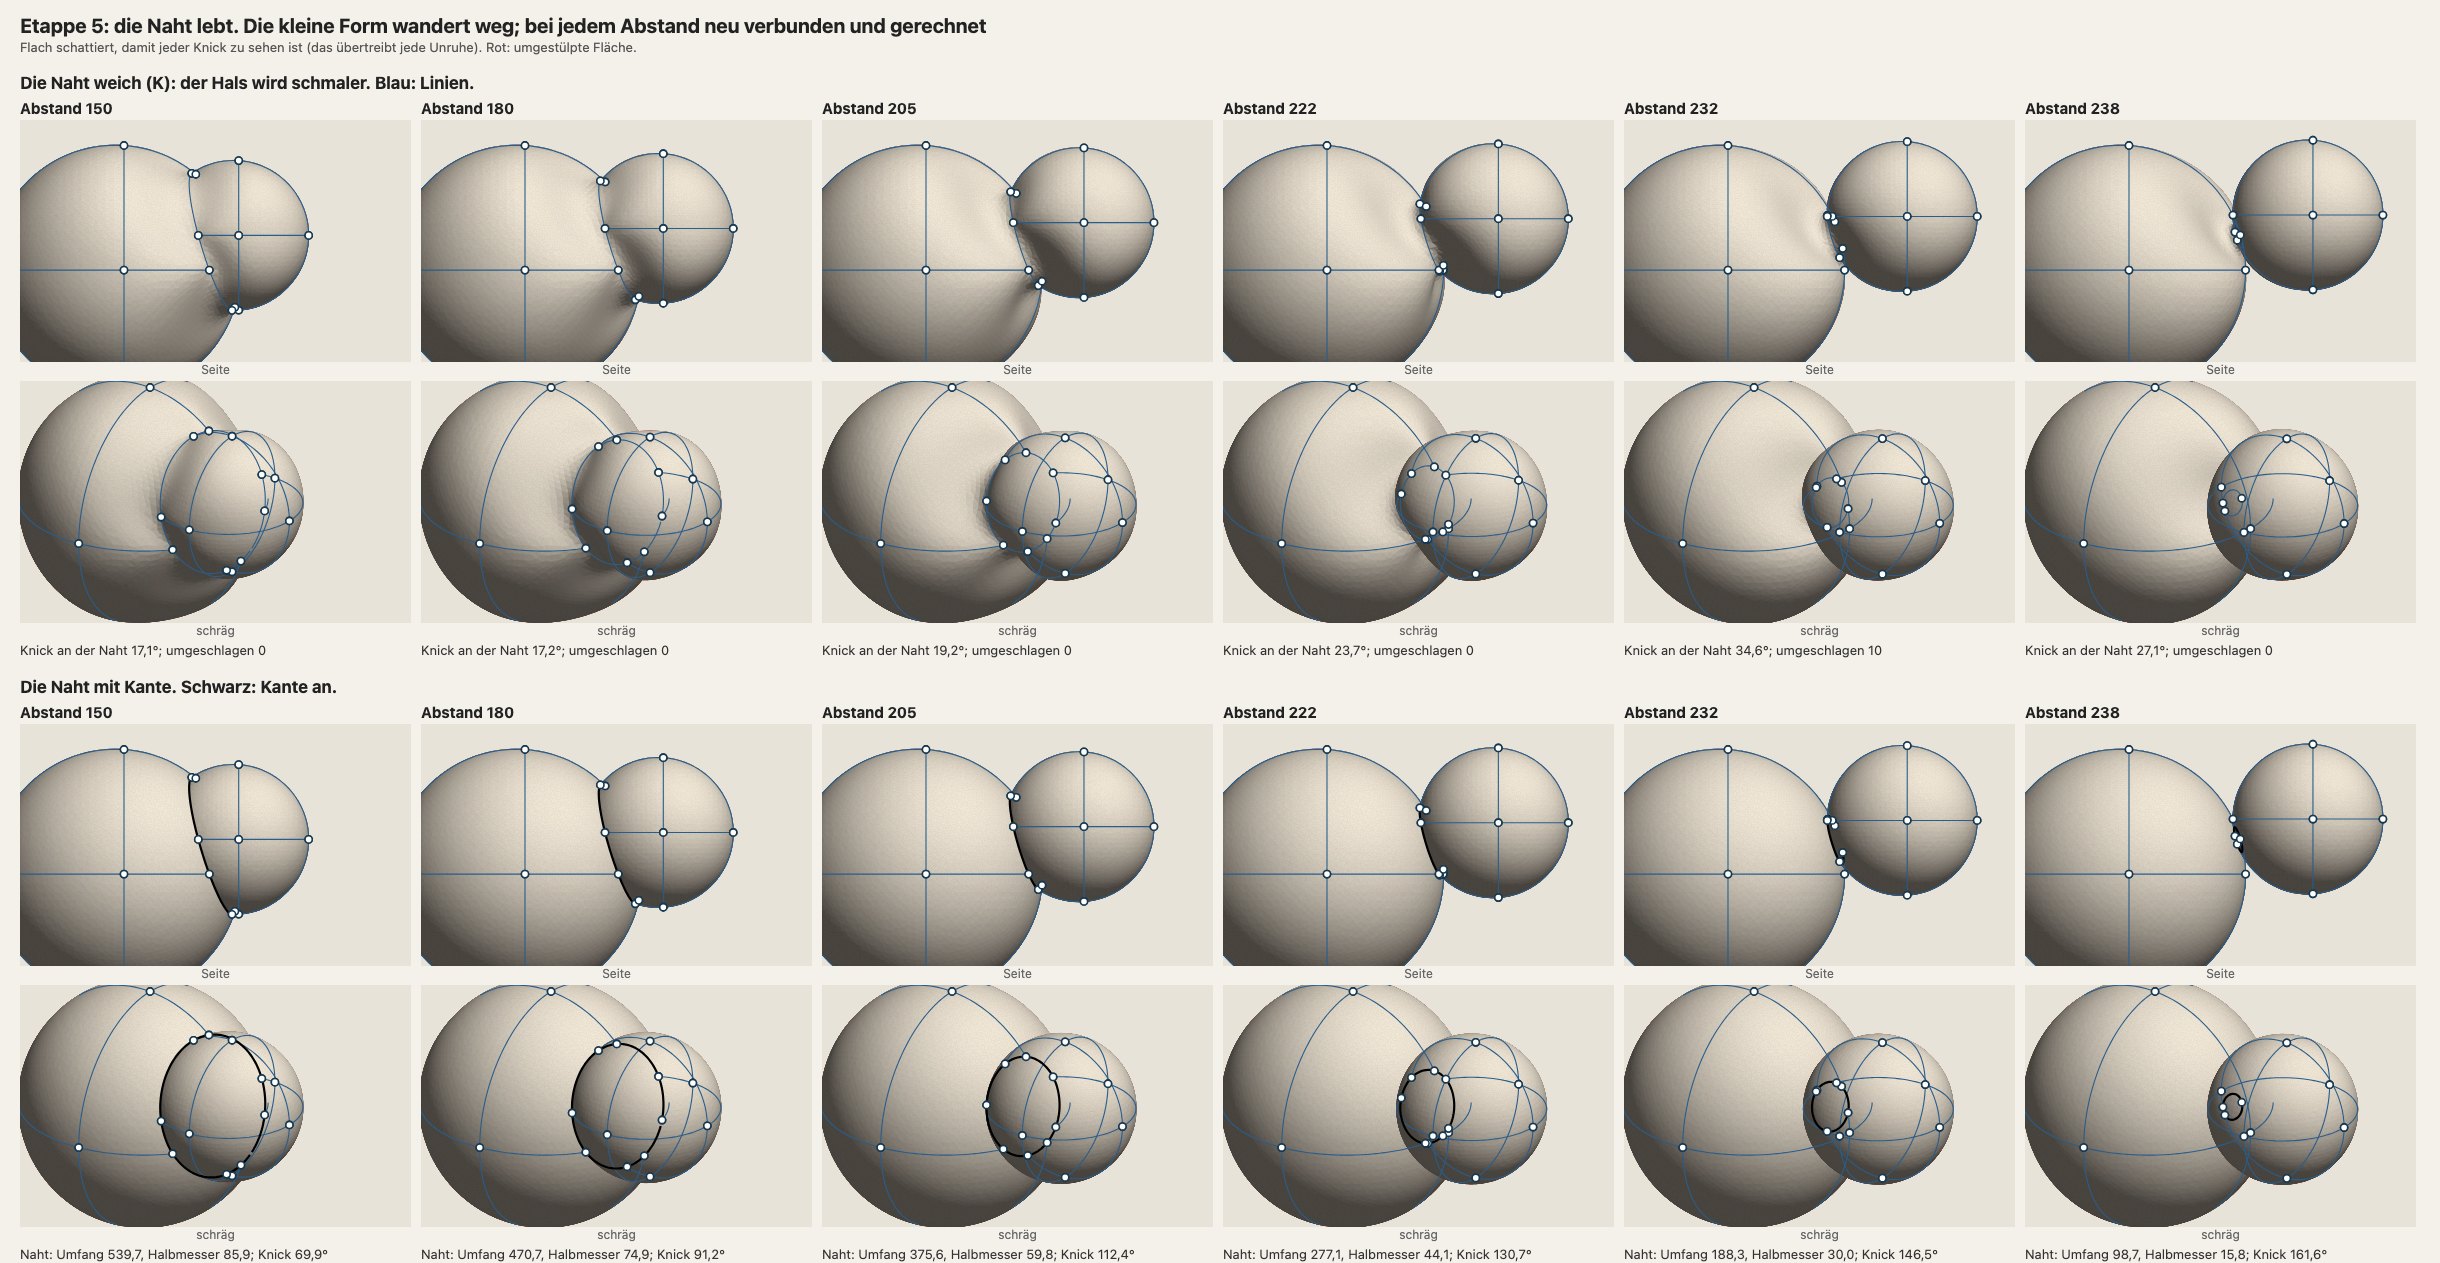 Etappe 5: die Naht lebt. Die kleine Form wandert weg; bei jedem Abstand neu verbunden und gerechnet
Flach schattiert, damit jeder Knick zu sehen ist (das übertreibt jede Unruhe). Rot: umgestülpte Fläche.
Die Naht weich (K): der Hals wird schmaler. Blau: Linien.
Abstand 150
Abstand 180
Abstand 205
Abstand 222
Abstand 232
Abstand 238
Seite
Seite
Seite
Seite
Seite
Seite
schräg
schräg
schräg
schräg
schräg
schräg
Knick an der Naht 17,1°; umgeschlagen 0
Knick an der Naht 17,2°; umgeschlagen 0
Knick an der Naht 19,2°; umgeschlagen 0
Knick an der Naht 23,7°; umgeschlagen 0
Knick an der Naht 34,6°; umgeschlagen 10
Knick an der Naht 27,1°; umgeschlagen 0
Die Naht mit Kante. Schwarz: Kante an.
Abstand 150
Abstand 180
Abstand 205
Abstand 222
Abstand 232
Abstand 238
Seite
Seite
Seite
Seite
Seite
Seite
schräg
schräg
schräg
schräg
schräg
schräg
Naht: Umfang 539,7, Halbmesser 85,9; Knick 69,9°
Naht: Umfang 470,7, Halbmesser 74,9; Knick 91,2°
Naht: Umfang 375,6, Halbmesser 59,8; Knick 112,4°
Naht: Umfang 277,1, Halbmesser 44,1; Knick 130,7°
Naht: Umfang 188,3, Halbmesser 30,0; Knick 146,5°
Naht: Umfang 98,7, Halbmesser 15,8; Knick 161,6°